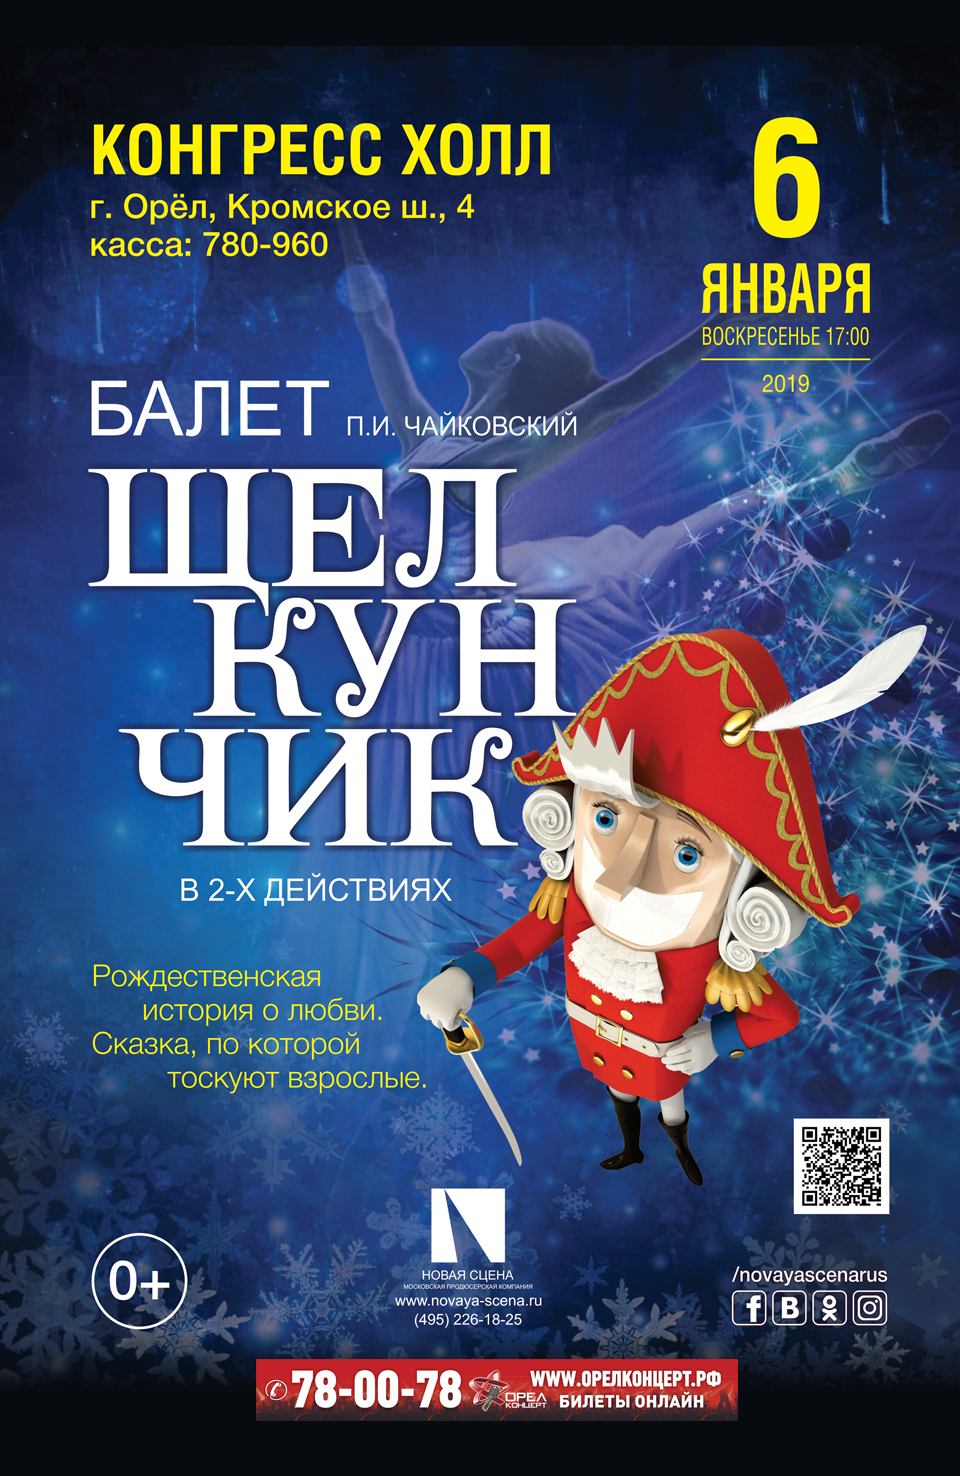 КОНГРЕСС ХОЛЛ
г. Орёл, Кромское ш., 4
касса: 780-960
6
ЯНВАРЯ
ВОСКРЕСЕНЬЕ 17:00
2019
БАЛЕТ П.И. ЧАЙКОВСКИЙ
ЩЕЛ
КУН
ЧИК
В 2-Х ДЕЙСТВИЯХ
Рождественская
история о любви.
Сказка, по которой
тоскуют взрослые.
0+
НОВАЯ СЦЕНА
МОСКОВСКАЯ ПРОДЮСЕРСКАЯ КОМПАНИЯ
www.novaya-scena.ru
(495) 226-18-25
/novayascenarus
78-00-78
ОРЕЛ
КОНЦЕРТ
WWW.ОРЕЛКОНЦЕРТ.РФ
БИЛЕТЫ ОНЛАЙН